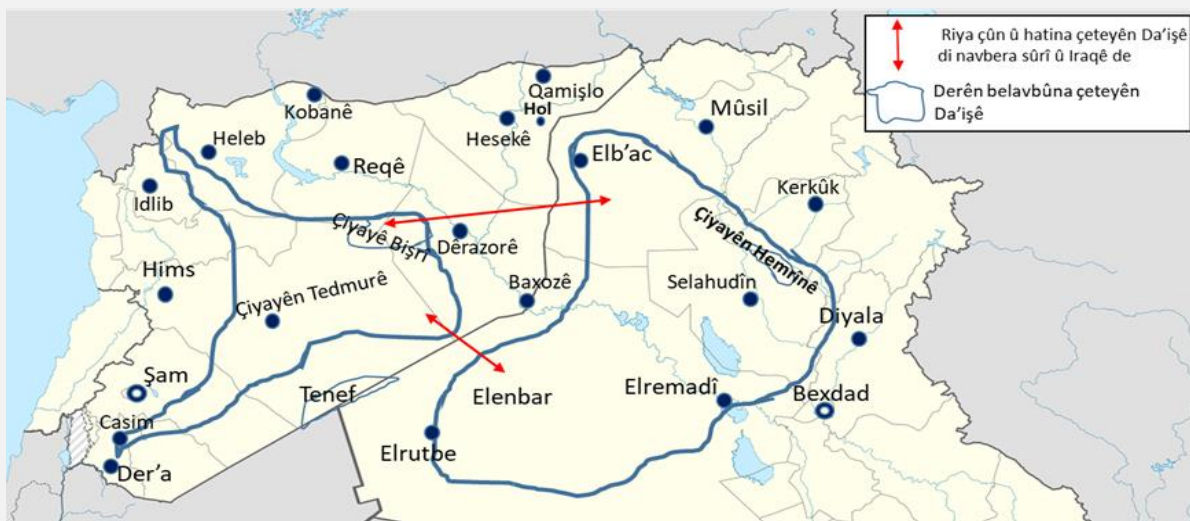 Riya çûn û hatina çeteyên Da’işê
di navbera sûrî û Iraqê de
Derên belavbûna çeteyên
Da’işê
Qamişlo
Kobanê
Hol
Mûsil
Heleb
Hesekê
Reqê
Elb’ac
Idlib
Kerkûk
Çiyayê Bişrî
Dêrazorê
Çiyayên Hemrînê
Hims
Baxozê
Selahudîn
Çiyayên Tedmurê
Diyala
Şam
Tenef
Elenbar
Elremadî
Bexdad
Casim
Elrutbe
Der’a